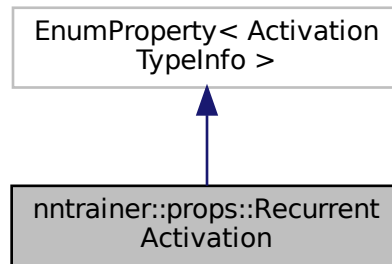 EnumProperty< Activation
TypeInfo >
nntrainer::props::Recurrent
Activation